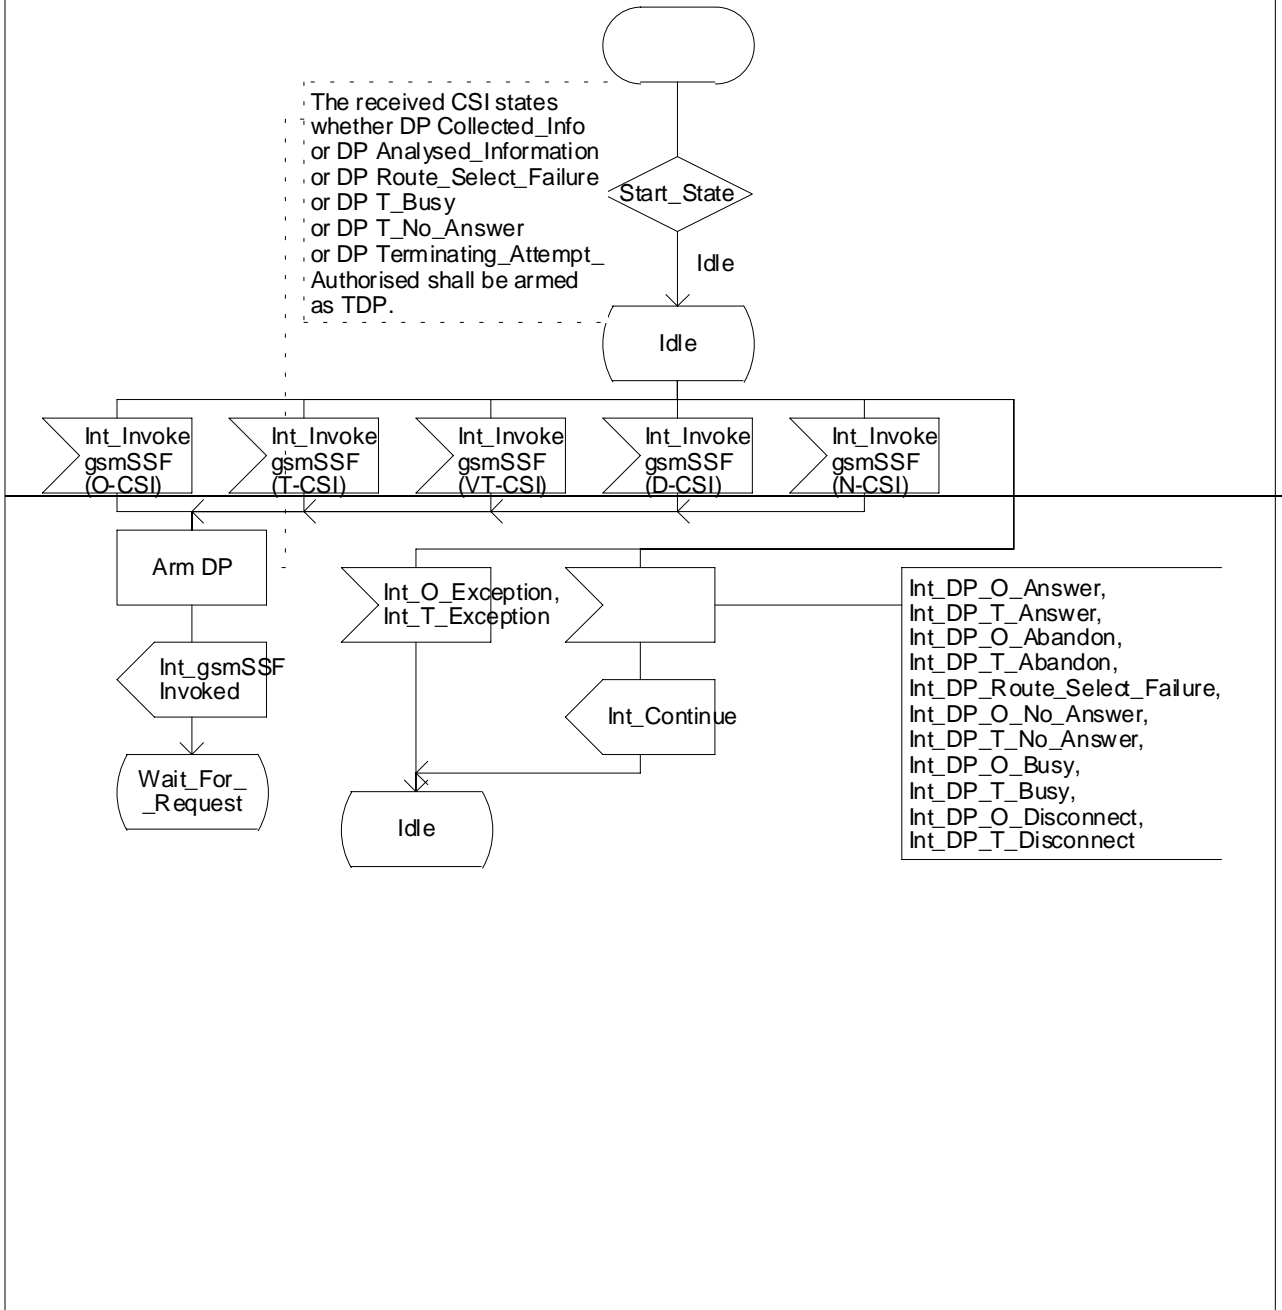 The received CSI states
whether DP Collected_Info
or DP Analysed_Information
or DP Route_Select_Failure
or DP T_Busy
or DP T_No_Answer
or DP Terminating_Attempt_
Authorised shall be armed
as TDP.
Start_State
Idle
Idle
Int_Invoke
gsmSSF
(O-CSI)
Int_Invoke
gsmSSF
(T-CSI)
Int_Invoke
gsmSSF
(VT-CSI)
Int_Invoke
gsmSSF
(D-CSI)
Int_Invoke
gsmSSF
(N-CSI)
Arm DP
Int_O_Exception,
Int_T_Exception
Int_DP_O_Answer,
Int_DP_T_Answer,
Int_DP_O_Abandon,
Int_DP_T_Abandon,
Int_DP_Route_Select_Failure,
Int_DP_O_No_Answer,
Int_DP_T_No_Answer,
Int_DP_O_Busy,
Int_DP_T_Busy,
Int_DP_O_Disconnect,
Int_DP_T_Disconnect
Int_gsmSSF
Invoked
Int_Continue
Wait_For_
_Request
Idle